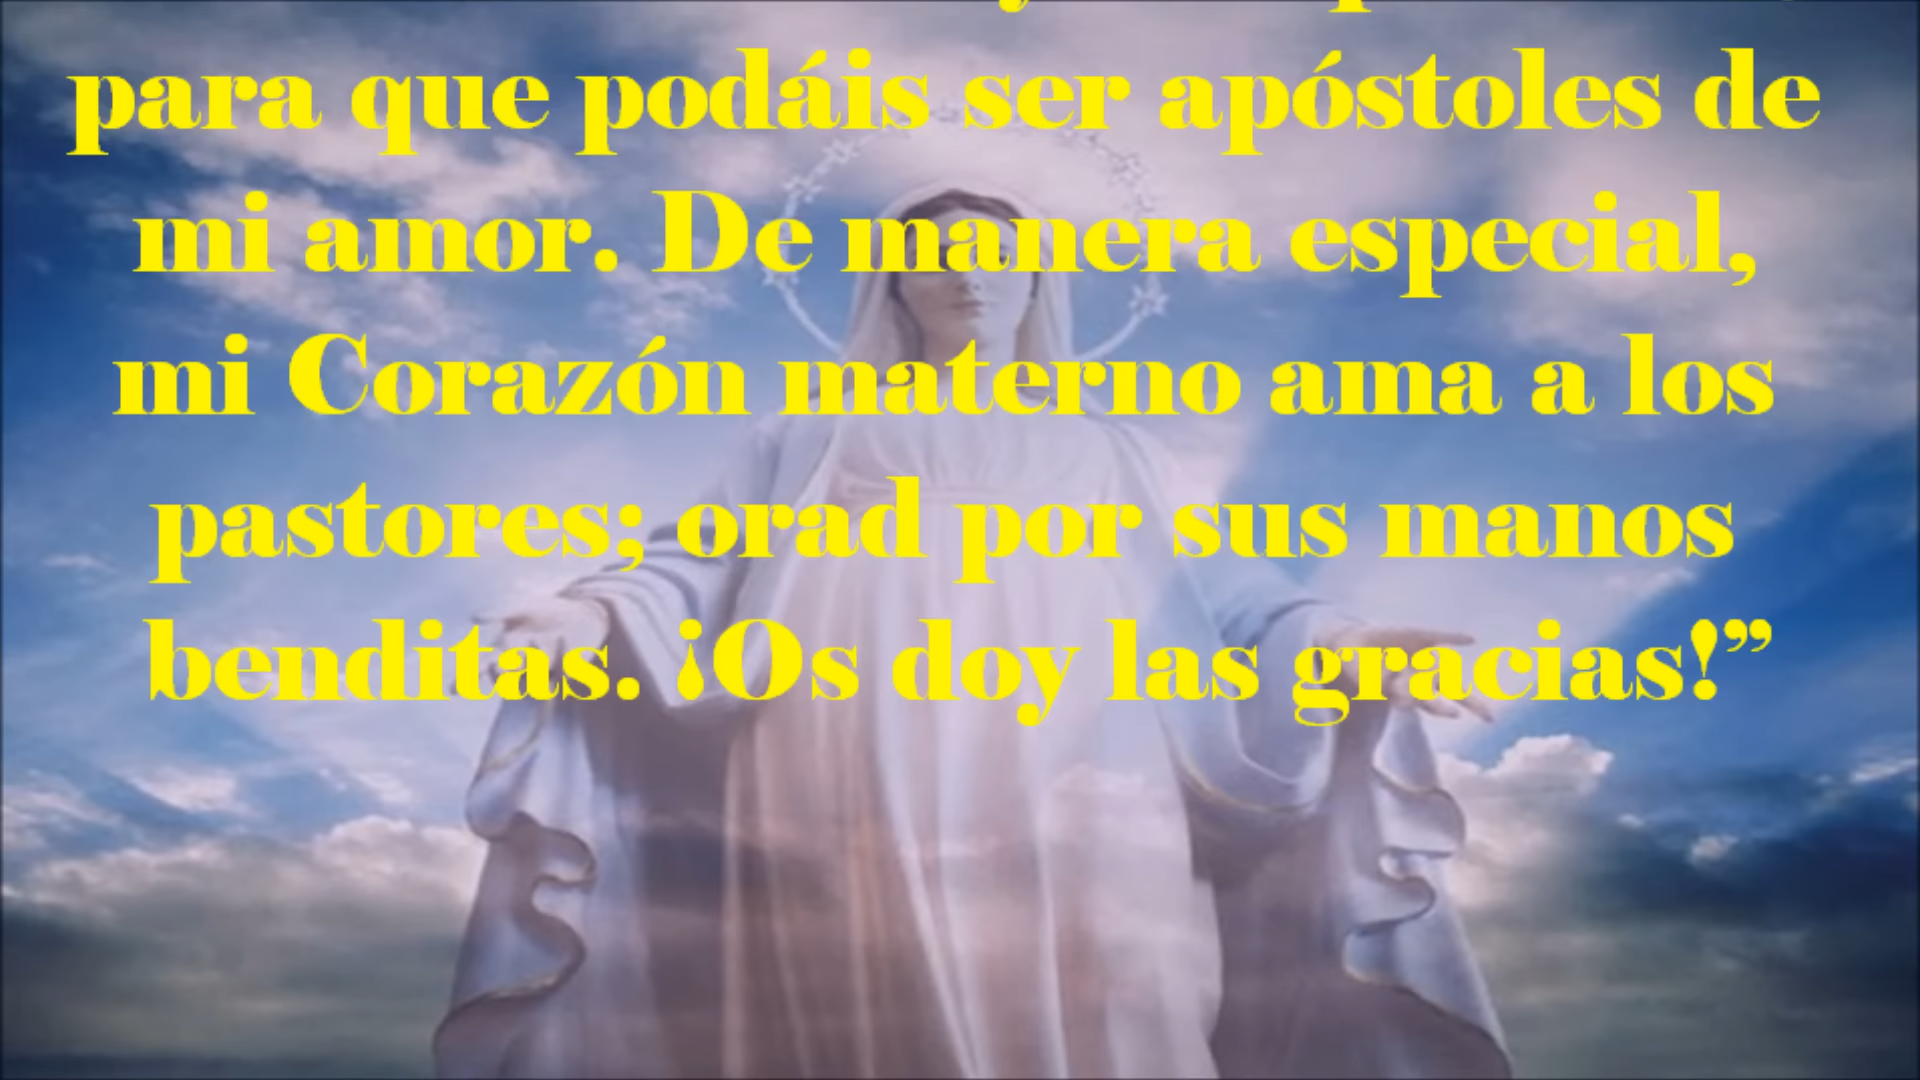 para que podáis ser apóstoles de
mi amor. De manera especial,
mi Corazón materno ama a los
pastores; orad por sus manos
benditas. ¡Os doy las gracias!”